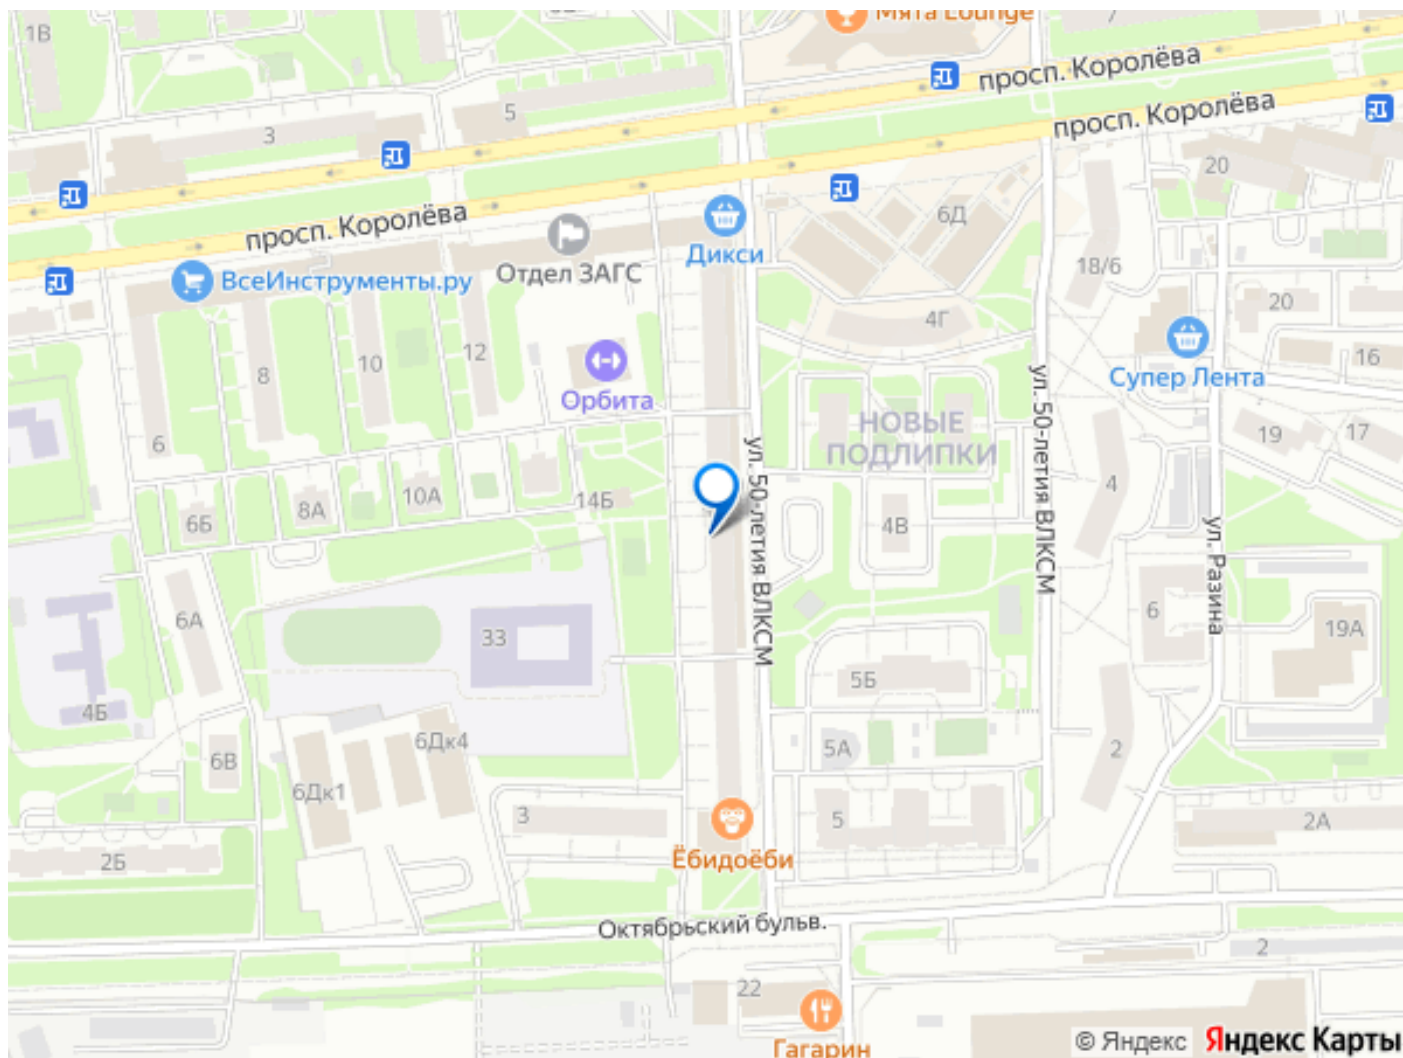 1В
Мята Lounge
7
просп. Королёва
просп. Королёва
5
3
20
просп. Королёва
Дикси
6Д
Отдел ЗАГС
18/6
ВсеИнструменты.ру
20
4Г
12
10
8
16
Супер Лента
Орбита
6
НОВЫЕ
ПОДЛИПКИ
19
17
ул. 50-летия ВЛКСМ
ул. 50-летия ВЛКСМ
4
10А
14Б
8А
6Б
4В
ул. Разина
6А
33
6
19А
5Б
4Б
6В
6Дк4
5А
2
6Дк1
3
5
2А
2Б
Ёбидоёби
Октябрьский бульв.
2
22
Гагарин
© Яндекс Яндекс Карты